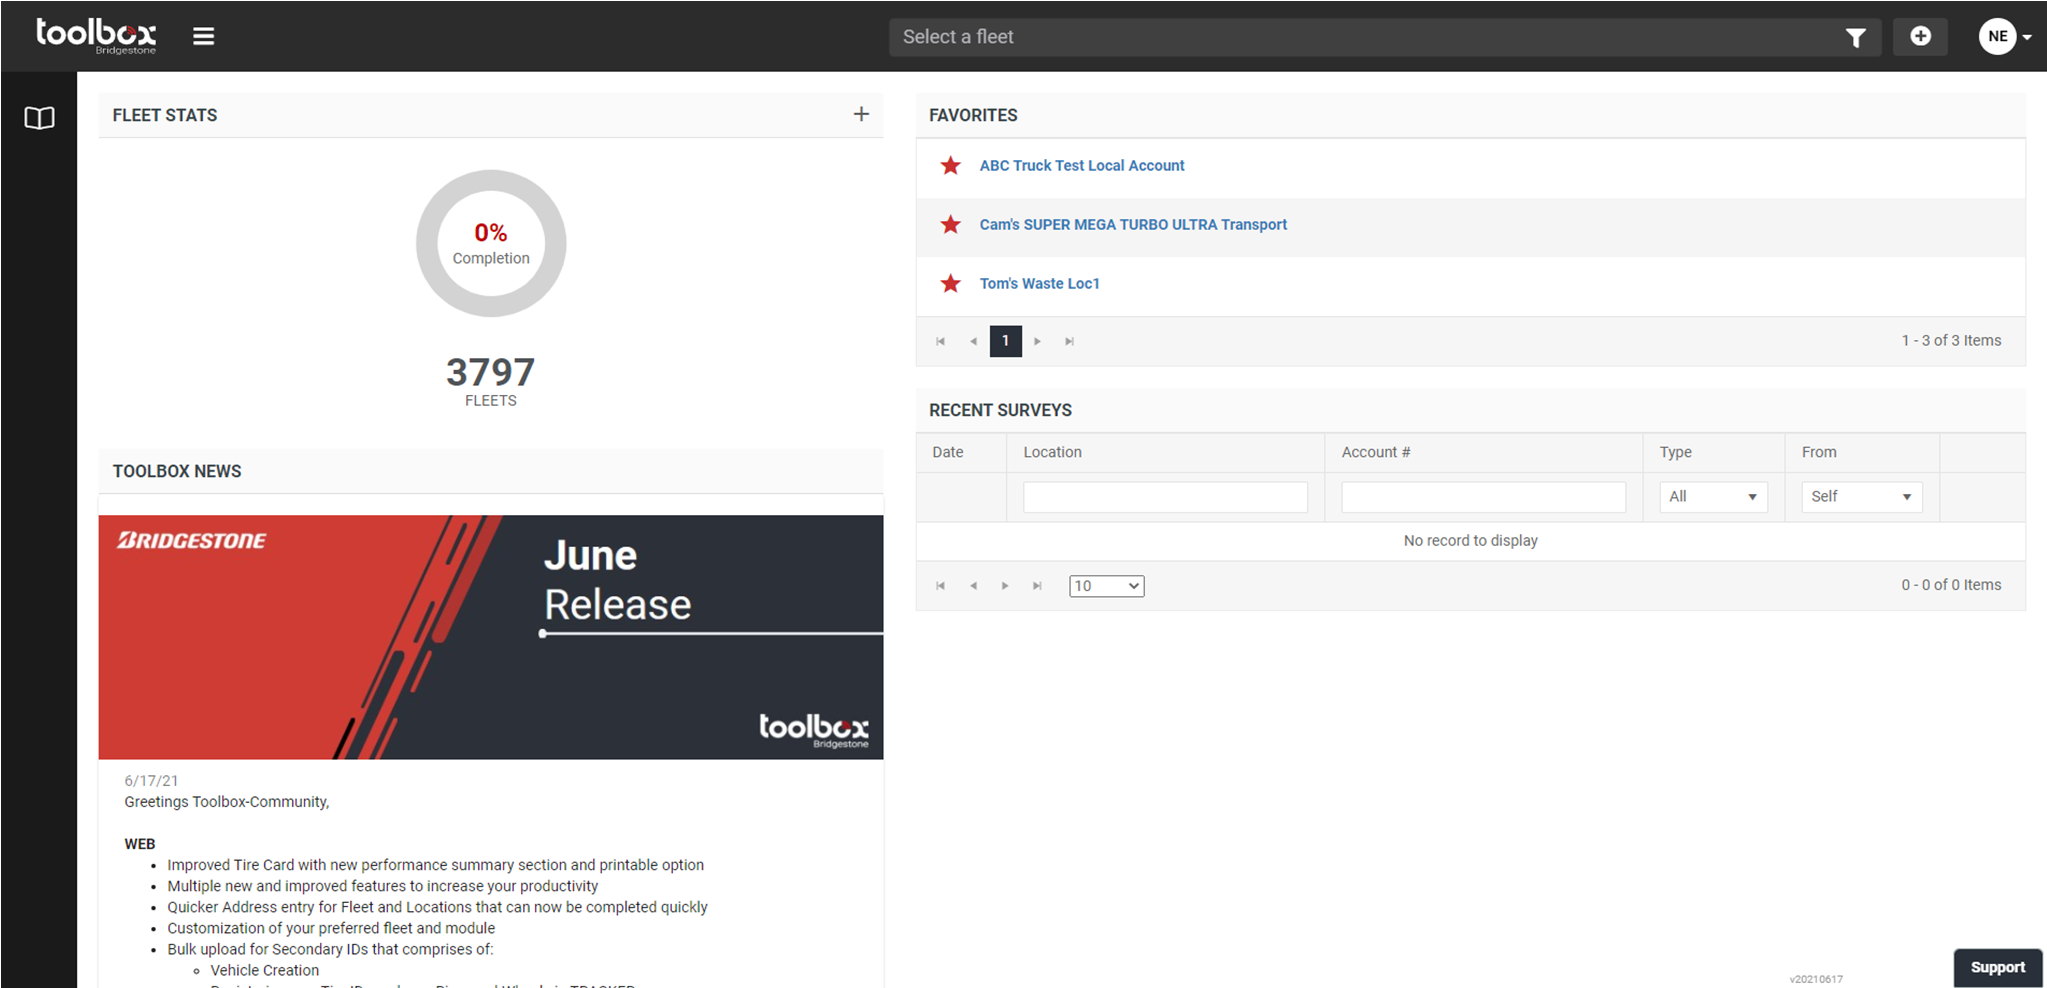 toolbox
Bridgestone
Select a fleet
NE
FLEET STATS
0%
Completion
3797
FLEETS
TOOLBOX NEWS
BRIDGESTONE
June
Release
toolbox
Bridgestone
6/17/21
Greetings Toolbox-Community,
WEB
• Improved Tire Card with new performance summary section and printable option
• Multiple new and improved features to increase your productivity
• Quicker Address entry for Fleet and Locations that can now be completed quickly
• Customization of your preferred fleet and module
• Bulk upload for Secondary IDs that comprises of:
◦ Vehicle Creation
FAVORITES
ABC Truck Test Local Account
Cam's SUPER MEGA TURBO ULTRA Transport
Tom's Waste Loc1
1
1 - 3 of 3 Items
RECENT SURVEYS
Date Location Account # Type From
All Self
No record to display
10
0 - 0 of 0 Items
v20210617
Support